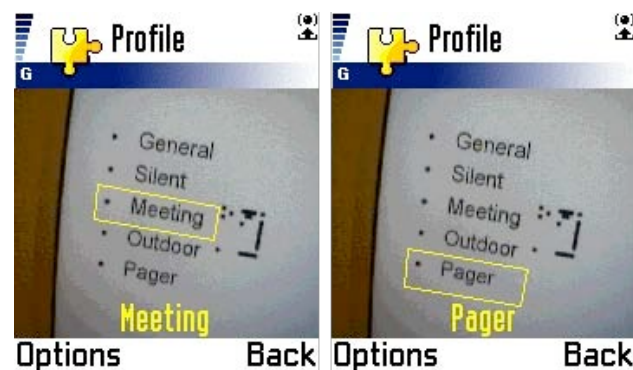 Profile
G
General
Silent
Meeting
Outdoor
Pager
Meeting
Options Back
Profile
G
General
Silent
Meeting
Outdoor
Pager
Pager
Options Back